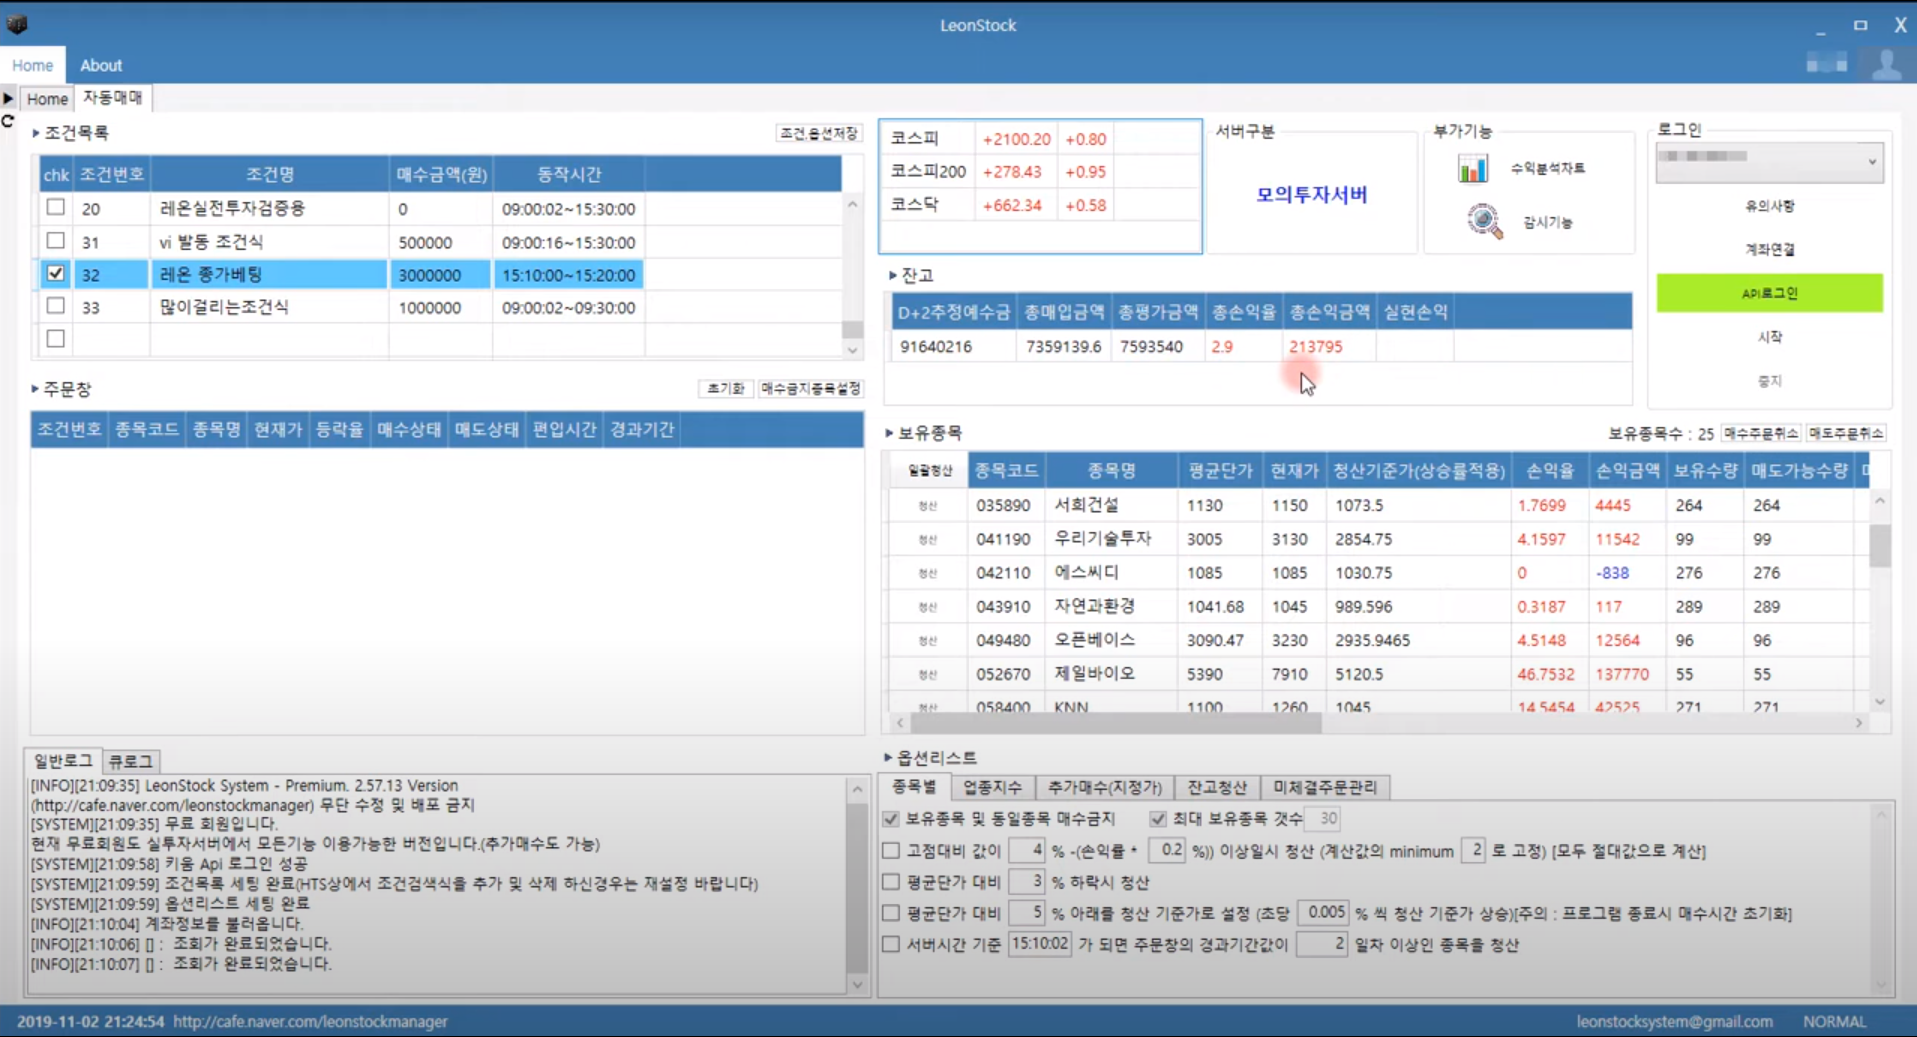 LeonStock
Home About
Home 자동매매
조건목록 조건,옵션저장
chk 조건번호 조건명 매수금액(원) 동작시간
20 레온실전투자검증용 0 09:00:02~15:30:00
31 vi 발동 조건식 500000 09:00:16~15:30:00
32 레온 종가베팅 3000000 15:10:00~15:20:00
33 많이걸리는조건식 1000000 09:00:02~09:30:00
주문창 초기화 매수금지종목설정
조건번호 종목코드 종목명 현재가 등락율 매수상태 매도상태 편입시간 경과기간
일반로그 큐로그
[INFO][21:09:35] LeonStock System - Premium. 2.57.13 Version
(http://cafe.naver.com/leonstockmanager) 무단 수정 및 배포 금지
[SYSTEM][21:09:35] 무료 회원입니다.
현재 무료회원도 실투자서버에서 모든기능 이용가능한 버전입니다.(추가매수도 가능)
[SYSTEM][21:09:58] 키움 Api 로그인 성공
[SYSTEM][21:09:59] 조건목록 세팅 완료(HTS상에서 조건검색식을 추가 및 삭제 하신경우는 재설정 바랍니다)
[SYSTEM][21:09:59] 옵션리스트 세팅 완료
[INFO][21:10:04] 계좌정보를 불러옵니다.
[INFO][21:10:06] [] : 조회가 완료되었습니다.
[INFO][21:10:07] [] : 조회가 완료되었습니다.
코스피 +2100.20 +0.80
코스피200 +278.43 +0.95
코스닥 +662.34 +0.58
서버구분
모의투자서버
부가기능
수익분석차트
감시기능
로그인
유의사항
계좌연결
API로그인
시작
중지
잔고
D+2추정예수금 총매입금액 총평가금액 총손익율 총손익금액 실현손익
91640216 7359139.6 7593540 2.9 213795
보유종목 보유종목수 : 25 매수주문취소 매도주문취소
일괄청산 종목코드 종목명 평균단가 현재가 청산기준가(상승률적용) 손익율 손익금액 보유수량 매도가능수량
청산 035890 서희건설 1130 1150 1073.5 1.7699 4445 264 264
청산 041190 우리기술투자 3005 3130 2854.75 4.1597 11542 99 99
청산 042110 에스씨디 1085 1085 1030.75 0 -838 276 276
청산 043910 자연과환경 1041.68 1045 989.596 0.3187 117 289 289
청산 049480 오픈베이스 3090.47 3230 2935.9465 4.5148 12564 96 96
청산 052670 제일바이오 5390 7910 5120.5 46.7532 137770 55 55
청산 058400 KNN 1100 1260 1045 14.5454 42525 271 271
옵션리스트
종목별 업종지수 추가매수(지정가) 잔고청산 미체결주문관리
보유종목 및 동일종목 매수금지 최대 보유종목 갯수 30
고점대비 값이 4 % -(손익률 * 0.2 %)) 이상일시 청산 (계산값의 minimum 2 로 고정) [모두 절대값으로 계산]
평균단가 대비 3 % 하락시 청산
평균단가 대비 5 % 아래를 청산 기준가로 설정 (초당 0.005 % 씩 청산 기준가 상승)[주의 : 프로그램 종료시 매수시간 초기화]
서버시간 기준 15:10:02 가 되면 주문창의 경과기간값이 2 일차 이상인 종목을 청산
2019-11-02 21:24:54 http://cafe.naver.com/leonstockmanager leonstocksystem@gmail.com NORMAL